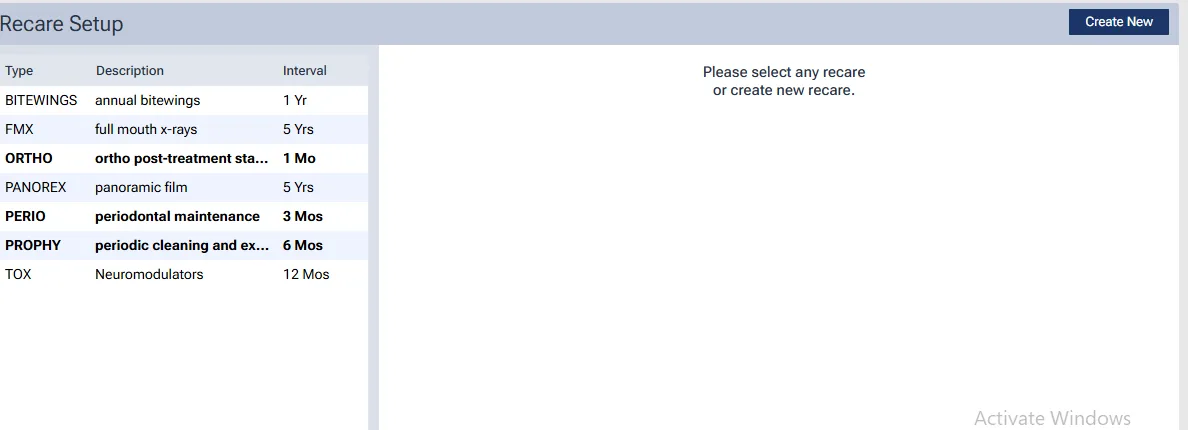 Recare Setup
Create New
Type Description Interval
BITEWINGS annual bitewings 1 Yr
FMX full mouth x-rays 5 Yrs
ORTHO ortho post-treatment sta... 1 Mo
PANOREX panoramic film 5 Yrs
PERIO periodontal maintenance 3 Mos
PROPHY periodic cleaning and ex... 6 Mos
TOX Neuromodulators 12 Mos
Please select any recare
or create new recare.
Activate Windows